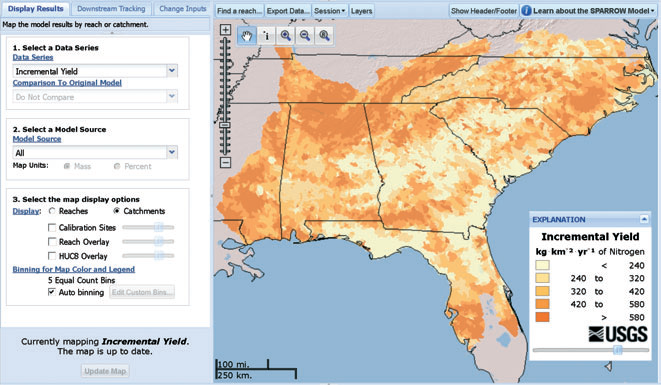 Display Results
Downstream Tracking
Change Inputs
Map the model results by reach or catchment.
1. Select a Data Series
Data Series
Incremental Yield
Comparison To Original Model
Do Not Compare
2. Select a Model Source
Model Source
All
Map Units: Mass Percent
3. Select the map display options
Display: Reaches Catchments
Calibration Sites
Reach Overlay
HUC8 Overlay
Binning for Map Color and Legend
5 Equal Count Bins
Auto binning Edit Custom Bins...
Currently mapping Incremental Yield.
The map is up to date.
Update Map
Find a reach... Export Data... Session Layers Show Header/Footer Learn about the SPARROW Model
EXPLANATION
Incremental Yield
kg·km⁻²·yr⁻¹ of Nitrogen
< 240
240 to 320
320 to 420
420 to 580
> 580
USGS
100 mi.
250 km.